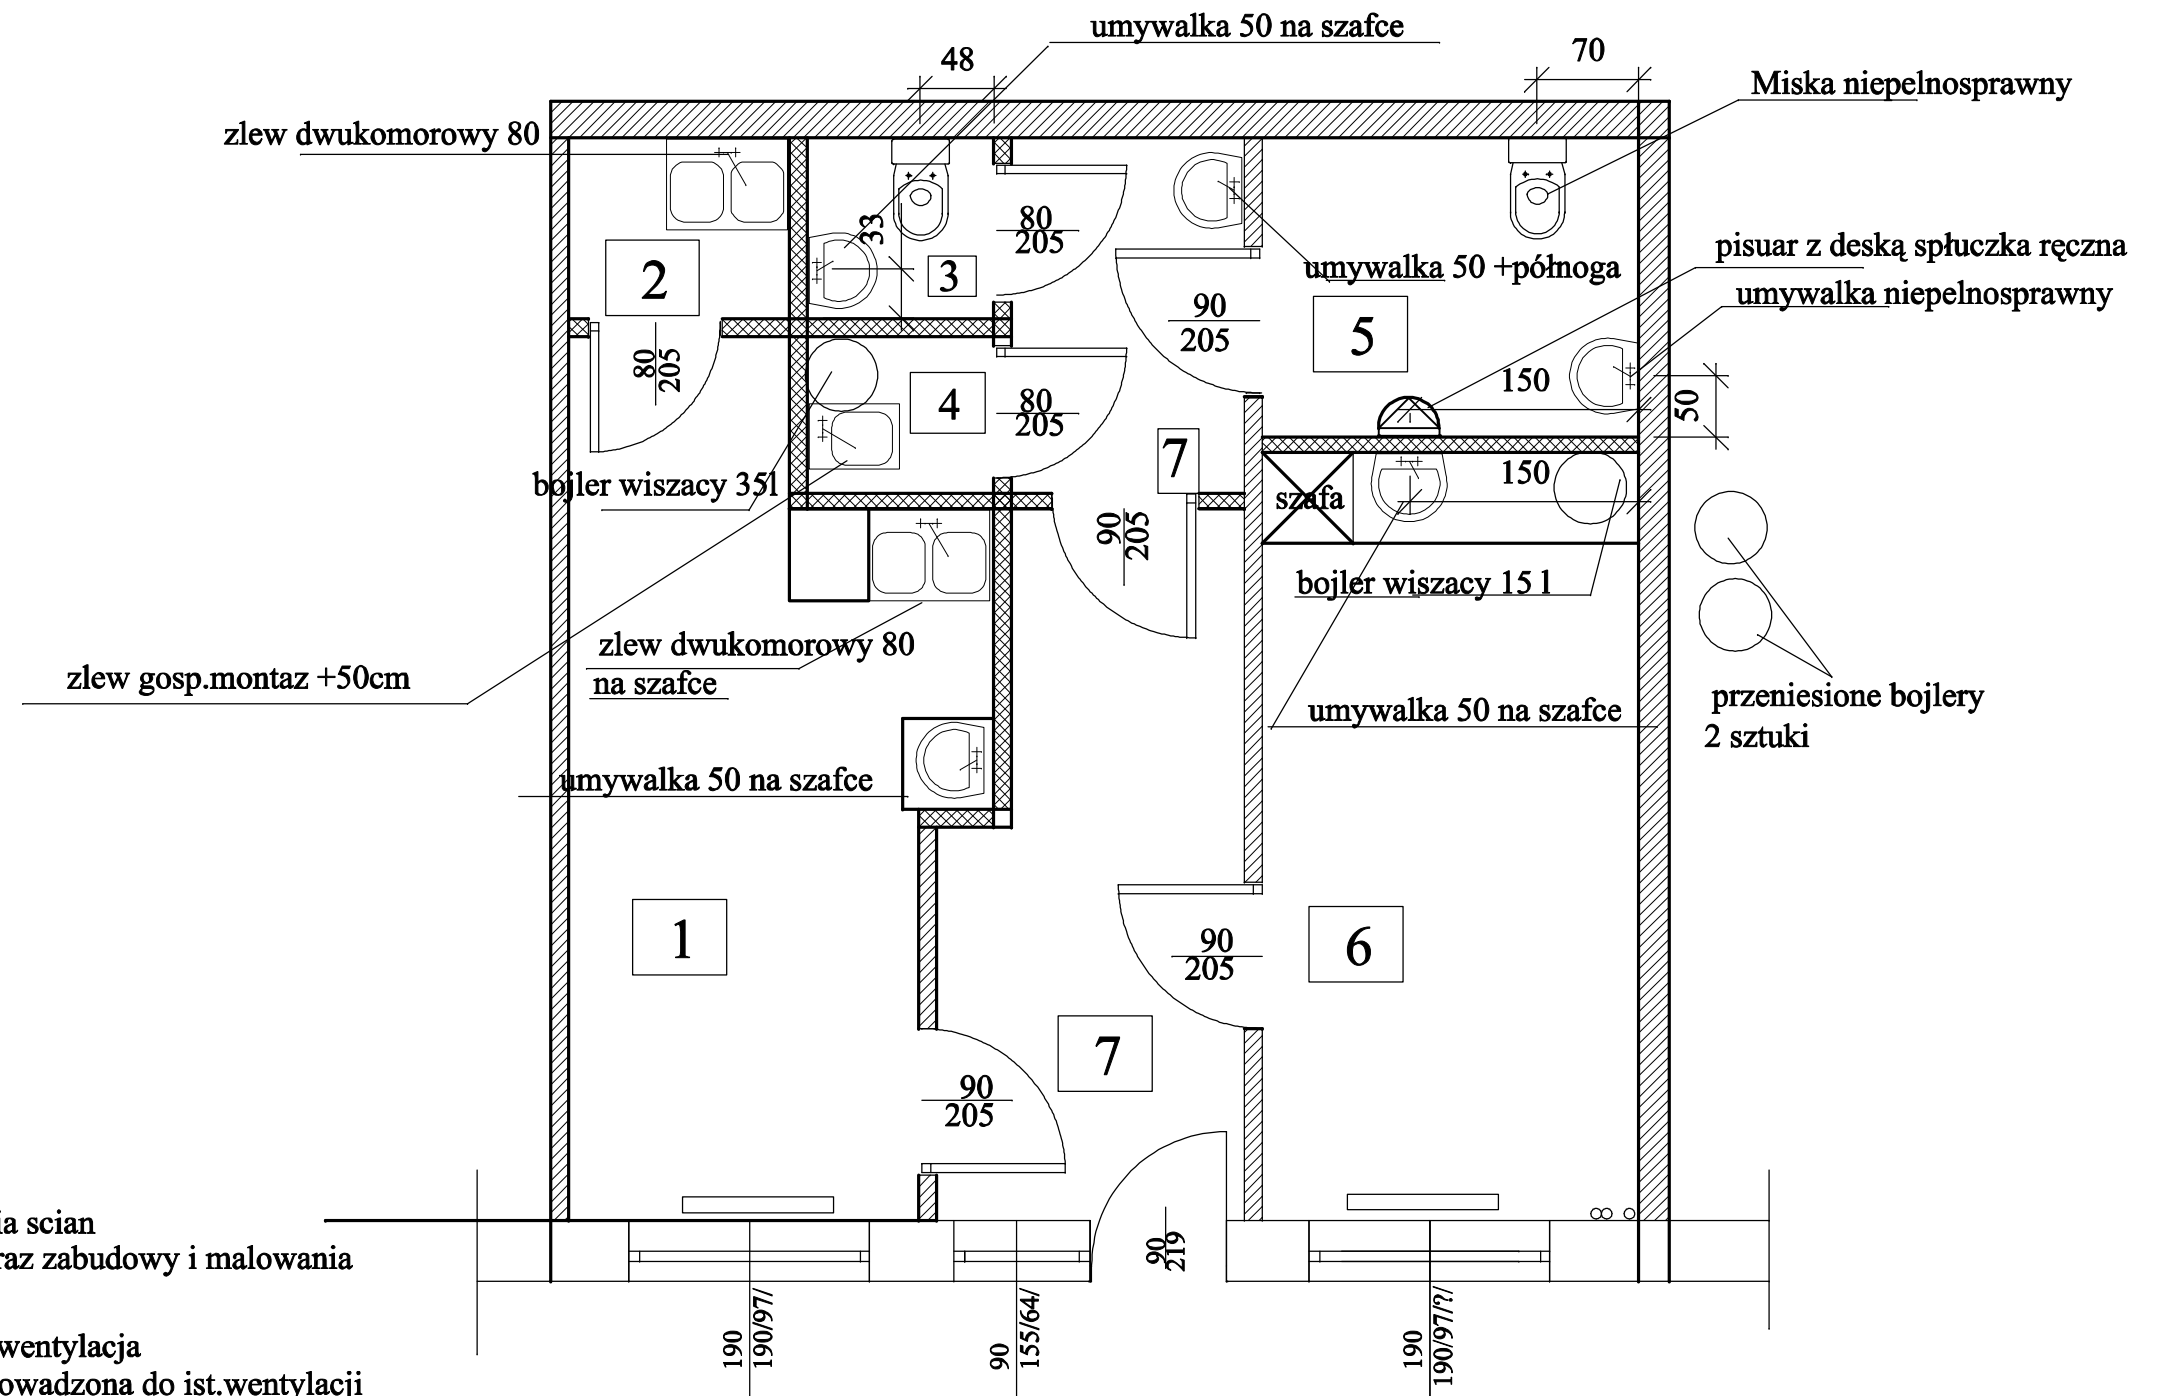 umywalka 50 na szafce
48
70
Miska niepelnosprawny
zlew dwukomorowy 80
33
80
205
3
2
umywalka 50 +półnoga
pisuar z deską spłuczka ręczna
umywalka niepelnosprawny
90
205
5
80
205
4
80
205
150
50
7
bojler wiszacy 35l
szafa
150
90
205
bojler wiszacy 15 l
zlew dwukomorowy 80
na szafce
zlew gosp.montaz +50cm
przeniesione bojlery
2 sztuki
umywalka 50 na szafce
umywalka 50 na szafce
1
90
205
6
7
90
205
90
219
ia scian
raz zabudowy i malowania
wentylacja
owadzona do ist.wentylacji
190
190/97/
90
155/64/
190
190/97/?/